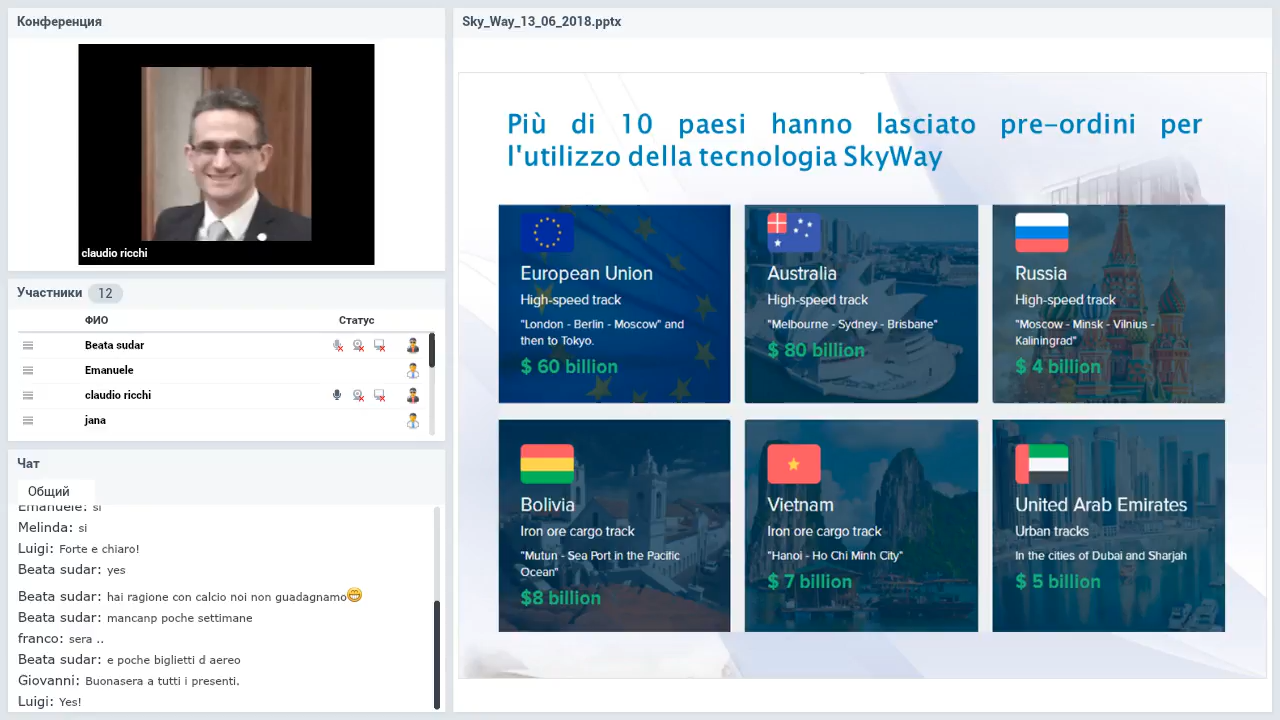 Конференция
claudio ricchi
Участники 12
ФИО Статус
Beata sudar
Emanuele
claudio ricchi
jana
Чат
Общий
Emanuele: si
Melinda: si
Luigi: Forte e chiaro!
Beata sudar: yes
Beata sudar: hai ragione con calcio noi non guadagnamo😁
Beata sudar: mancanp poche settimane
franco: sera ..
Beata sudar: e poche biglietti d aereo
Giovanni: Buonasera a tutti i presenti.
Luigi: Yes!
Sky_Way_13_06_2018.pptx
Più di 10 paesi hanno lasciato pre-ordini per
l'utilizzo della tecnologia SkyWay
European Union
High-speed track
"London - Berlin - Moscow" and
then to Tokyo.
$ 60 billion
Australia
High-speed track
"Melbourne - Sydney - Brisbane"
$ 80 billion
Russia
High-speed track
"Moscow - Minsk - Vilnius -
Kaliningrad"
$ 4 billion
Bolivia
Iron ore cargo track
"Mutun - Sea Port in the Pacific
Ocean"
$8 billion
Vietnam
Iron ore cargo track
"Hanoi - Ho Chi Minh City"
$ 7 billion
United Arab Emirates
Urban tracks
In the cities of Dubai and Sharjah
$ 5 billion